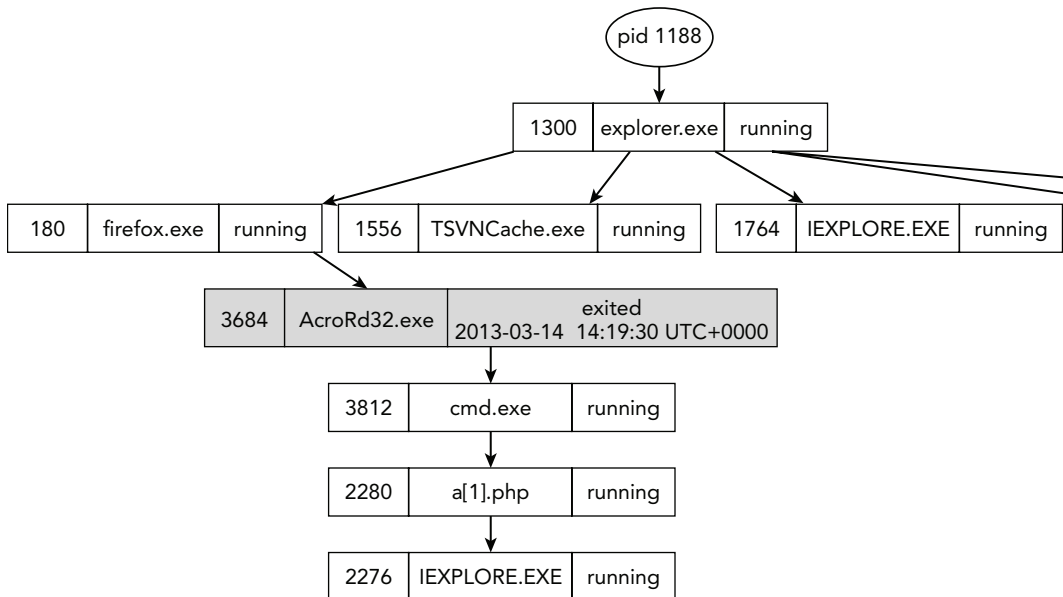 pid 1188
1300 explorer.exe running
180 firefox.exe running
1556 TSVNCache.exe running
1764 IEXPLORE.EXE running
3684 AcroRd32.exe exited
2013-03-14 14:19:30 UTC+0000
3812 cmd.exe running
2280 a[1].php running
2276 IEXPLORE.EXE running